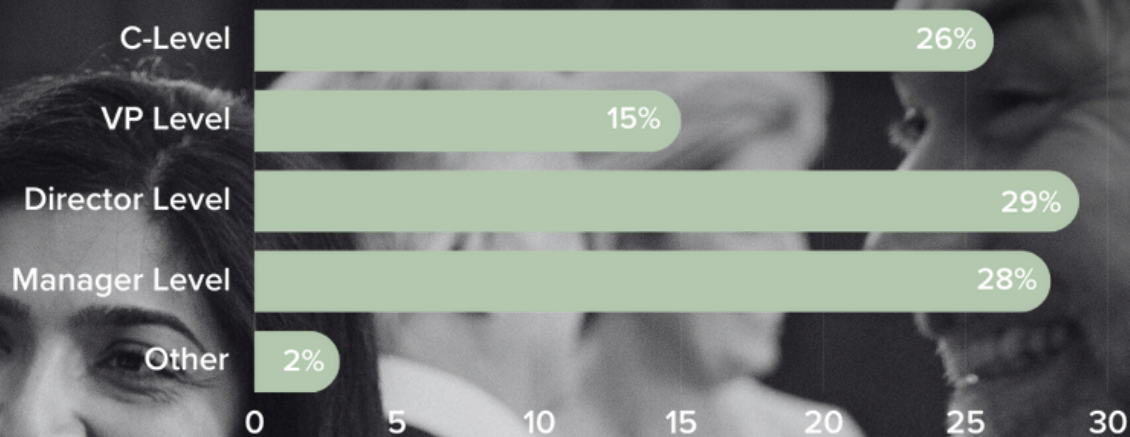 C-Level 26%
VP Level 15%
Director Level 29%
Manager Level 28%
Other 2%
0 5 10 15 20 25 30